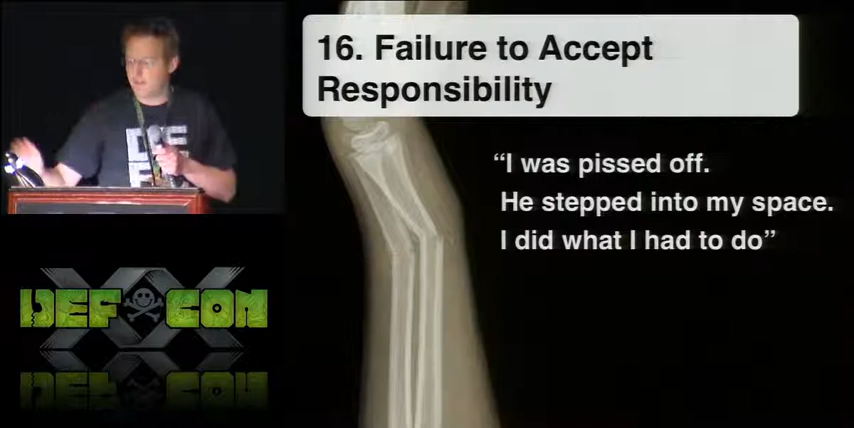 16. Failure to Accept
Responsibility
“I was pissed off.
He stepped into my space.
I did what I had to do”
DEF CON
XX